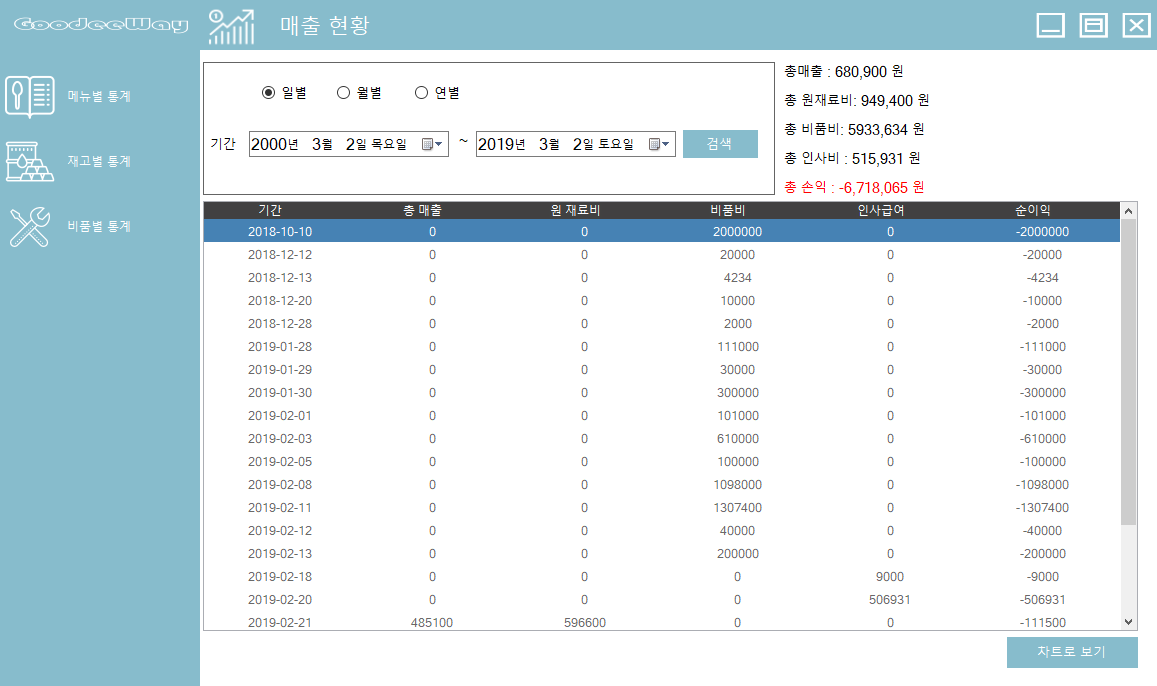 GoodeeWay 매출 현황
메뉴별 통계
재고별 통계
비품별 통계
일별 월별 연별
기간 2000년 3월 2일 목요일 ~ 2019년 3월 2일 토요일 검색
총매출 : 680,900 원
총 원재료비: 949,400 원
총 비품비: 5933,634 원
총 인사비 : 515,931 원
총 손익 : -6,718,065 원
기간 총 매출 원 재료비 비품비 인사급여 순이익
2018-10-10 0 0 2000000 0 -2000000
2018-12-12 0 0 20000 0 -20000
2018-12-13 0 0 4234 0 -4234
2018-12-20 0 0 10000 0 -10000
2018-12-28 0 0 2000 0 -2000
2019-01-28 0 0 111000 0 -111000
2019-01-29 0 0 30000 0 -30000
2019-01-30 0 0 300000 0 -300000
2019-02-01 0 0 101000 0 -101000
2019-02-03 0 0 610000 0 -610000
2019-02-05 0 0 100000 0 -100000
2019-02-08 0 0 1098000 0 -1098000
2019-02-11 0 0 1307400 0 -1307400
2019-02-12 0 0 40000 0 -40000
2019-02-13 0 0 200000 0 -200000
2019-02-18 0 0 0 9000 -9000
2019-02-20 0 0 0 506931 -506931
2019-02-21 485100 596600 0 0 -111500
차트로 보기